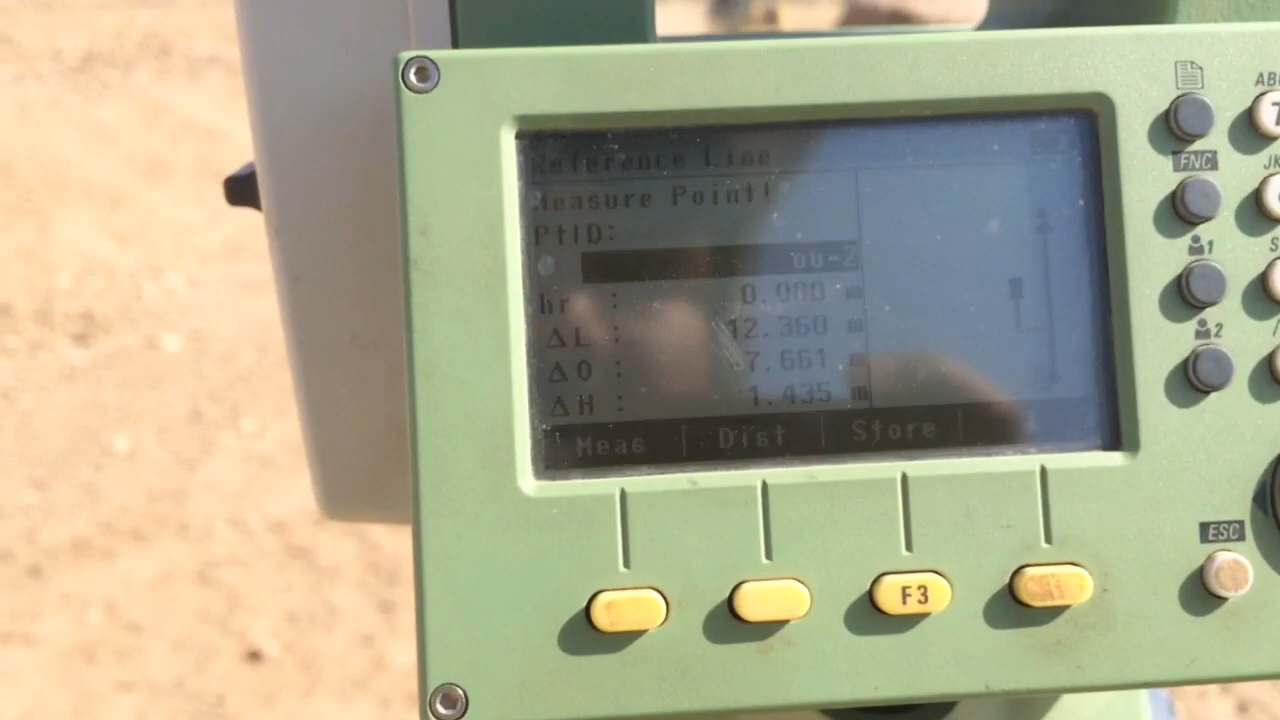 Reference Line
Measure Point!
PtID:
hr :
0.000 m
ΔL : 12.360 m
ΔO : 7.661 m
ΔH : 1.435 m
Meas | Dist | Store |
F3
FNC
1
2
ESC